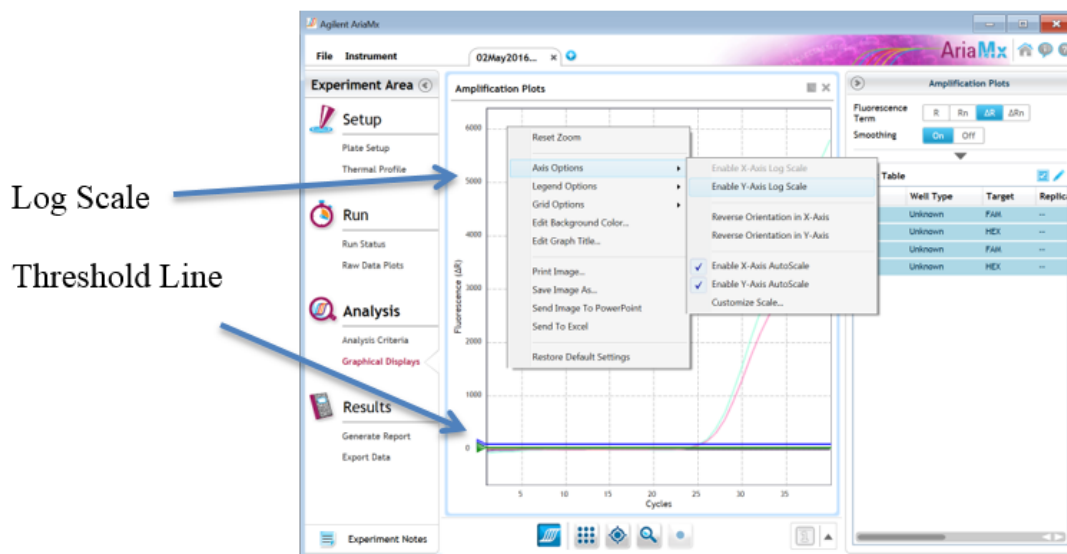 Agilent AriaMx
File Instrument
02May2016...
AriaMx
Experiment Area
Setup
Plate Setup
Thermal Profile
Run
Run Status
Raw Data Plots
Analysis
Analysis Criteria
Graphical Displays
Results
Generate Report
Export Data
Experiment Notes
Log Scale
Threshold Line
Amplification Plots
6000
5000
4000
3000
2000
1000
0
Fluorescence (ΔR)
5 10 15 20 25 30 35
Cycles
Reset Zoom
Axis Options
Legend Options
Grid Options
Edit Background Color...
Edit Graph Title...
Print Image...
Save Image As...
Send Image To PowerPoint
Send To Excel
Restore Default Settings
Enable X-Axis Log Scale
Enable Y-Axis Log Scale
Reverse Orientation in X-Axis
Reverse Orientation in Y-Axis
Enable X-Axis AutoScale
Enable Y-Axis AutoScale
Customize Scale...
Amplification Plots
Fluorescence Term
R Rn ΔR ΔRn
Smoothing
On Off
Table
Well Type Target Replica
Unknown FAM --
Unknown HEX --
Unknown FAM --
Unknown HEX --